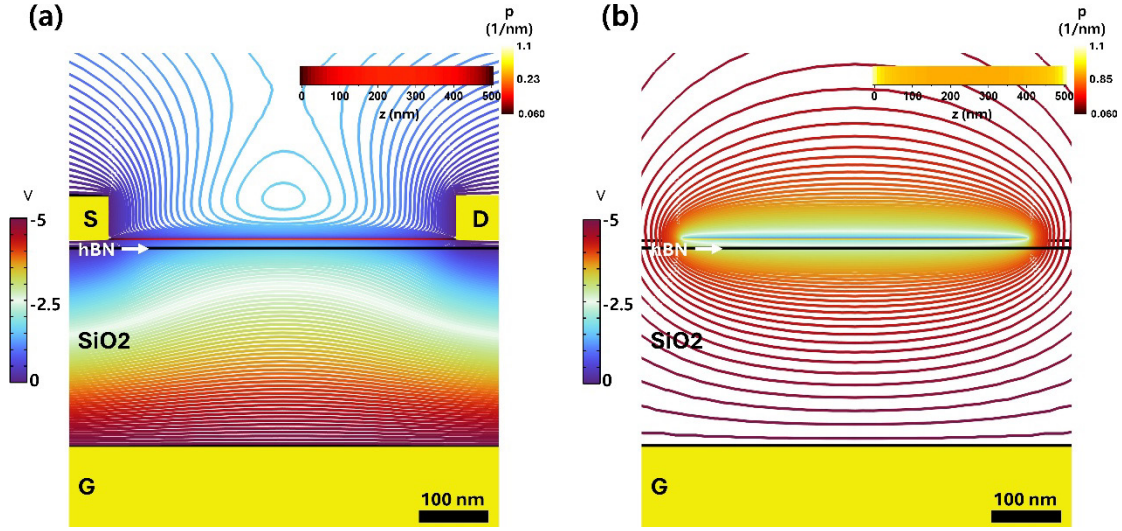 (a)
p
(1/nm)
1.1
0.23
0.060
0 100 200 300 400 500
z (nm)
V
-5
-2.5
0
S
D
hBN
SiO2
G
100 nm
(b)
p
(1/nm)
1.1
0.85
0.060
0 100 200 300 400 500
z (nm)
V
-5
-2.5
0
hBN
SiO2
G
100 nm